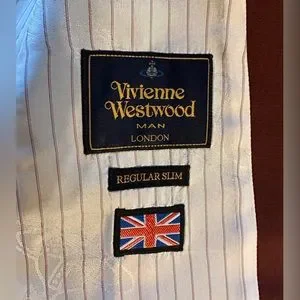 Vivienne
Westwood
MAN
LONDON
REGULAR SLIM